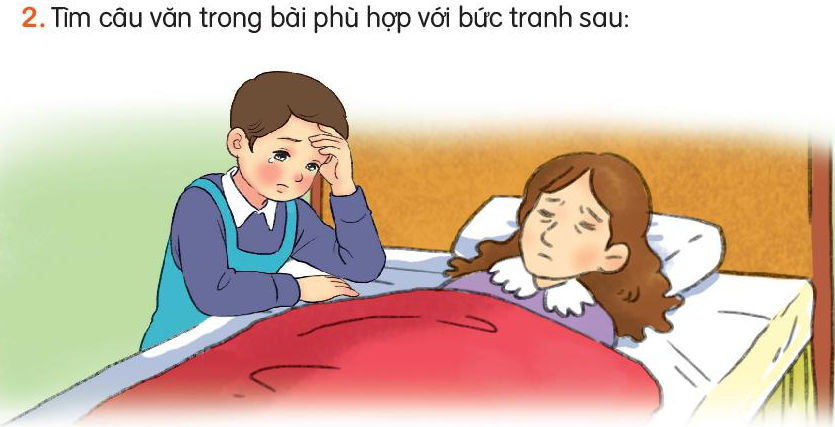 2. Tìm câu văn trong bài phù hợp với bức tranh sau: